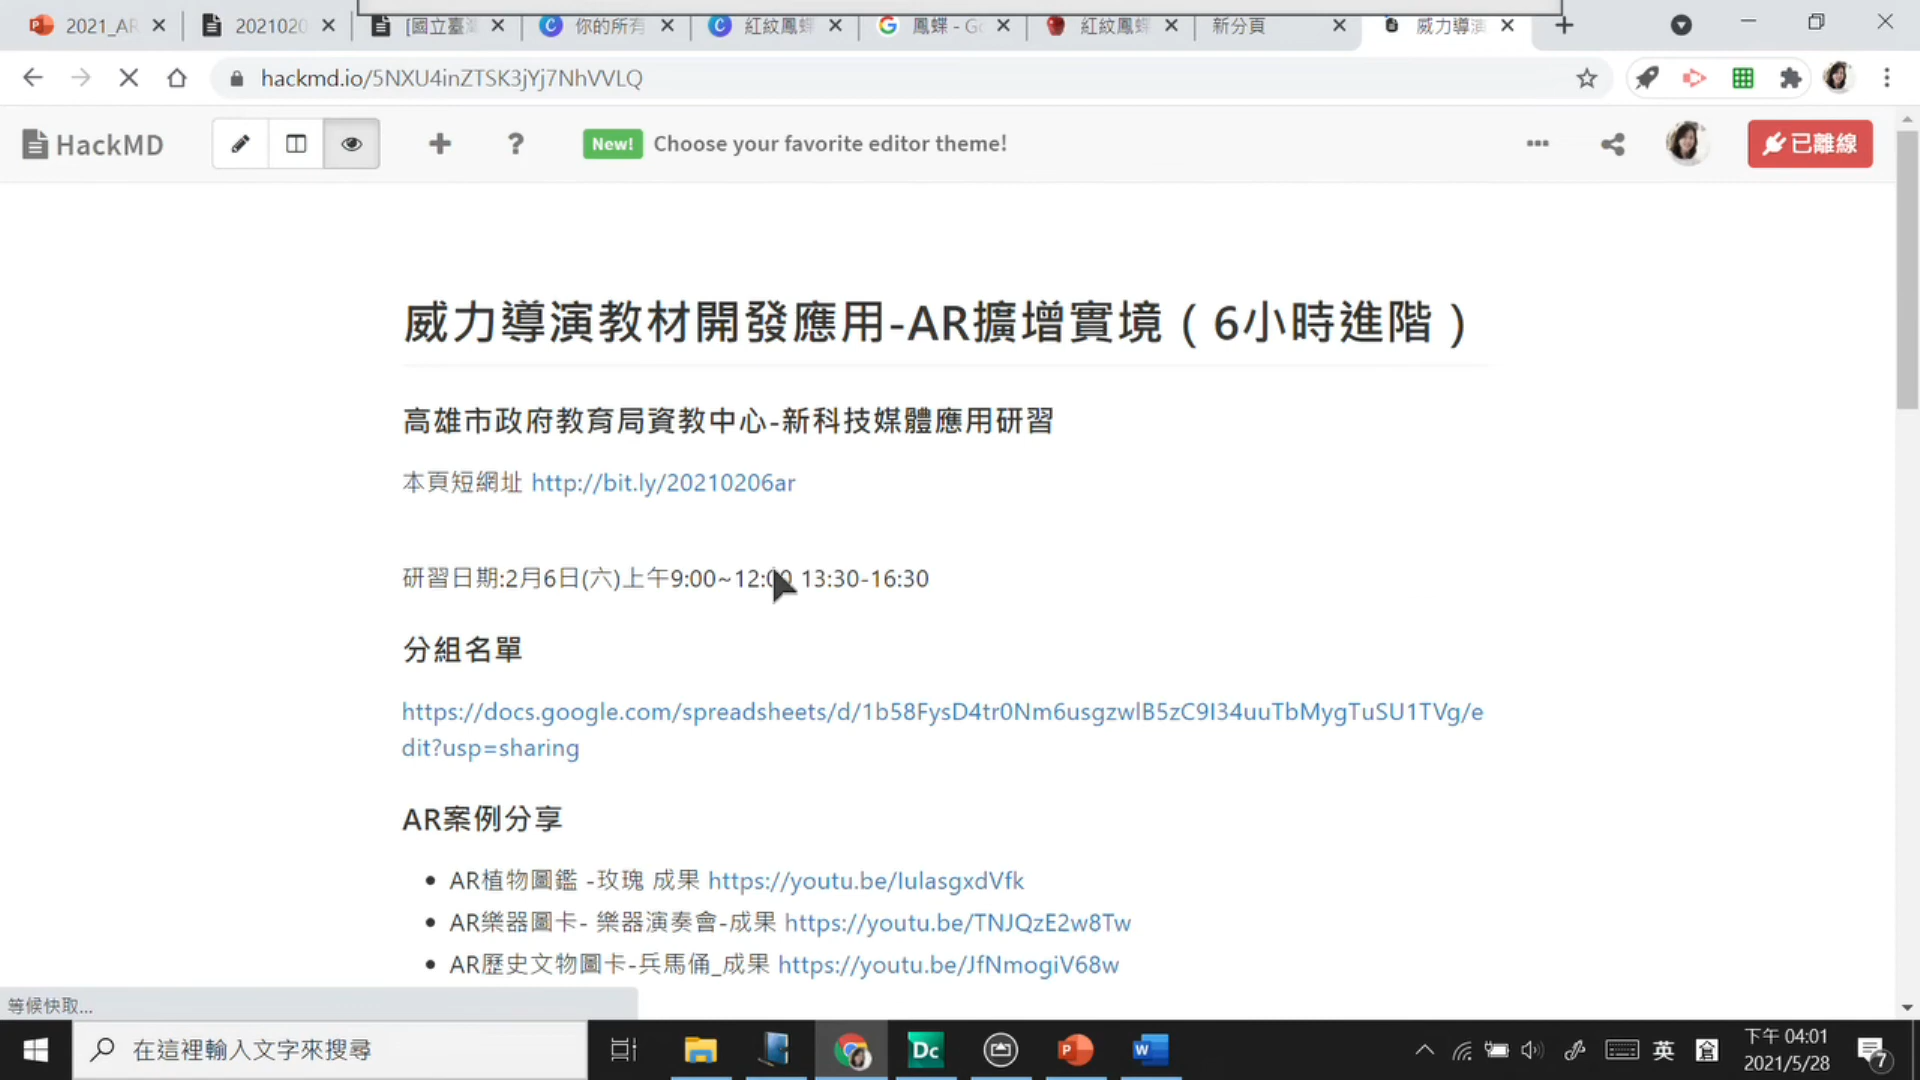 2021_AR
2021020
[國立臺灣
你的所有
紅紋鳳蝶
鳳蝶 - Go
紅紋鳳蝶
新分頁
威力導演
hackmd.io/5NXU4inZTSK3jYj7NhVVLQ
HackMD
New! Choose your favorite editor theme!
已離線
威力導演教材開發應用-AR擴增實境（6小時進階）
高雄市政府教育局資教中心-新科技媒體應用研習
本頁短網址 http://bit.ly/20210206ar
研習日期:2月6日(六)上午9:00~12:00 13:30-16:30
分組名單
https://docs.google.com/spreadsheets/d/1b58FysD4tr0Nm6usgzwlB5zC9I34uuTbMygTuSU1TVg/e
dit?usp=sharing
AR案例分享
AR植物圖鑑 -玫瑰 成果 https://youtu.be/IulasgxdVfk
AR樂器圖卡- 樂器演奏會-成果 https://youtu.be/TNJQzE2w8Tw
AR歷史文物圖卡-兵馬俑_成果 https://youtu.be/JfNmogiV68w
等候快取...
在這裡輸入文字來搜尋
Dc
P
W
英
倉
下午 04:01
2021/5/28
7